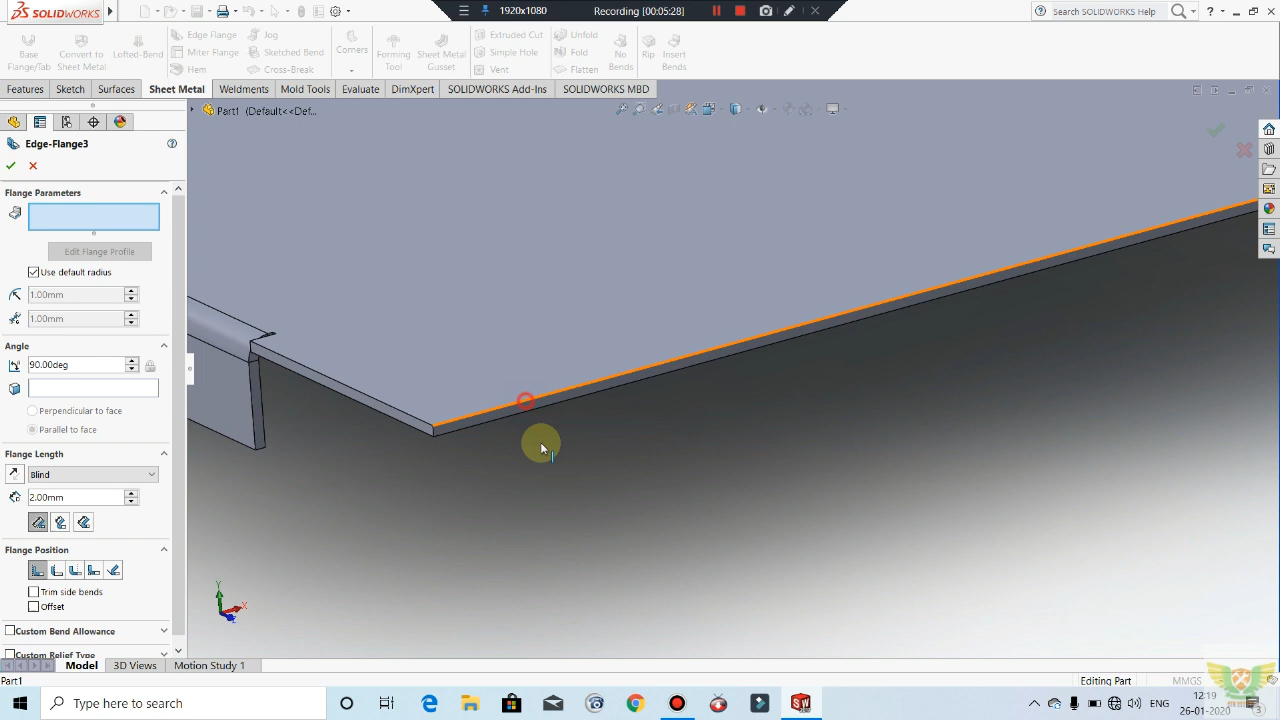 SOLIDWORKS
1920x1080
Recording [00:05:28]
Search SOLIDWORKS Help
?
Base Flange/Tab
Convert to Sheet Metal
Lofted-Bend
Edge Flange
Miter Flange
Hem
Jog
Sketched Bend
Cross-Break
Corners
Forming Tool
Sheet Metal Gusset
Extruded Cut
Simple Hole
Vent
Unfold
Fold
Flatten
No Bends
Rip
Insert Bends
Features
Sketch
Surfaces
Sheet Metal
Weldments
Mold Tools
Evaluate
DimXpert
SOLIDWORKS Add-Ins
SOLIDWORKS MBD
Part1 (Default<<Def...
Edge-Flange3
Flange Parameters
Edit Flange Profile
Use default radius
1.00mm
1.00mm
Angle
90.00deg
Perpendicular to face
Parallel to face
Flange Length
Blind
2.00mm
Flange Position
Trim side bends
Offset
Custom Bend Allowance
Custom Relief Type
Y
X
Z
Model
3D Views
Motion Study 1
Part1
Editing Part
MMGS
Type here to search
ENG
12:19
26-01-2020
3